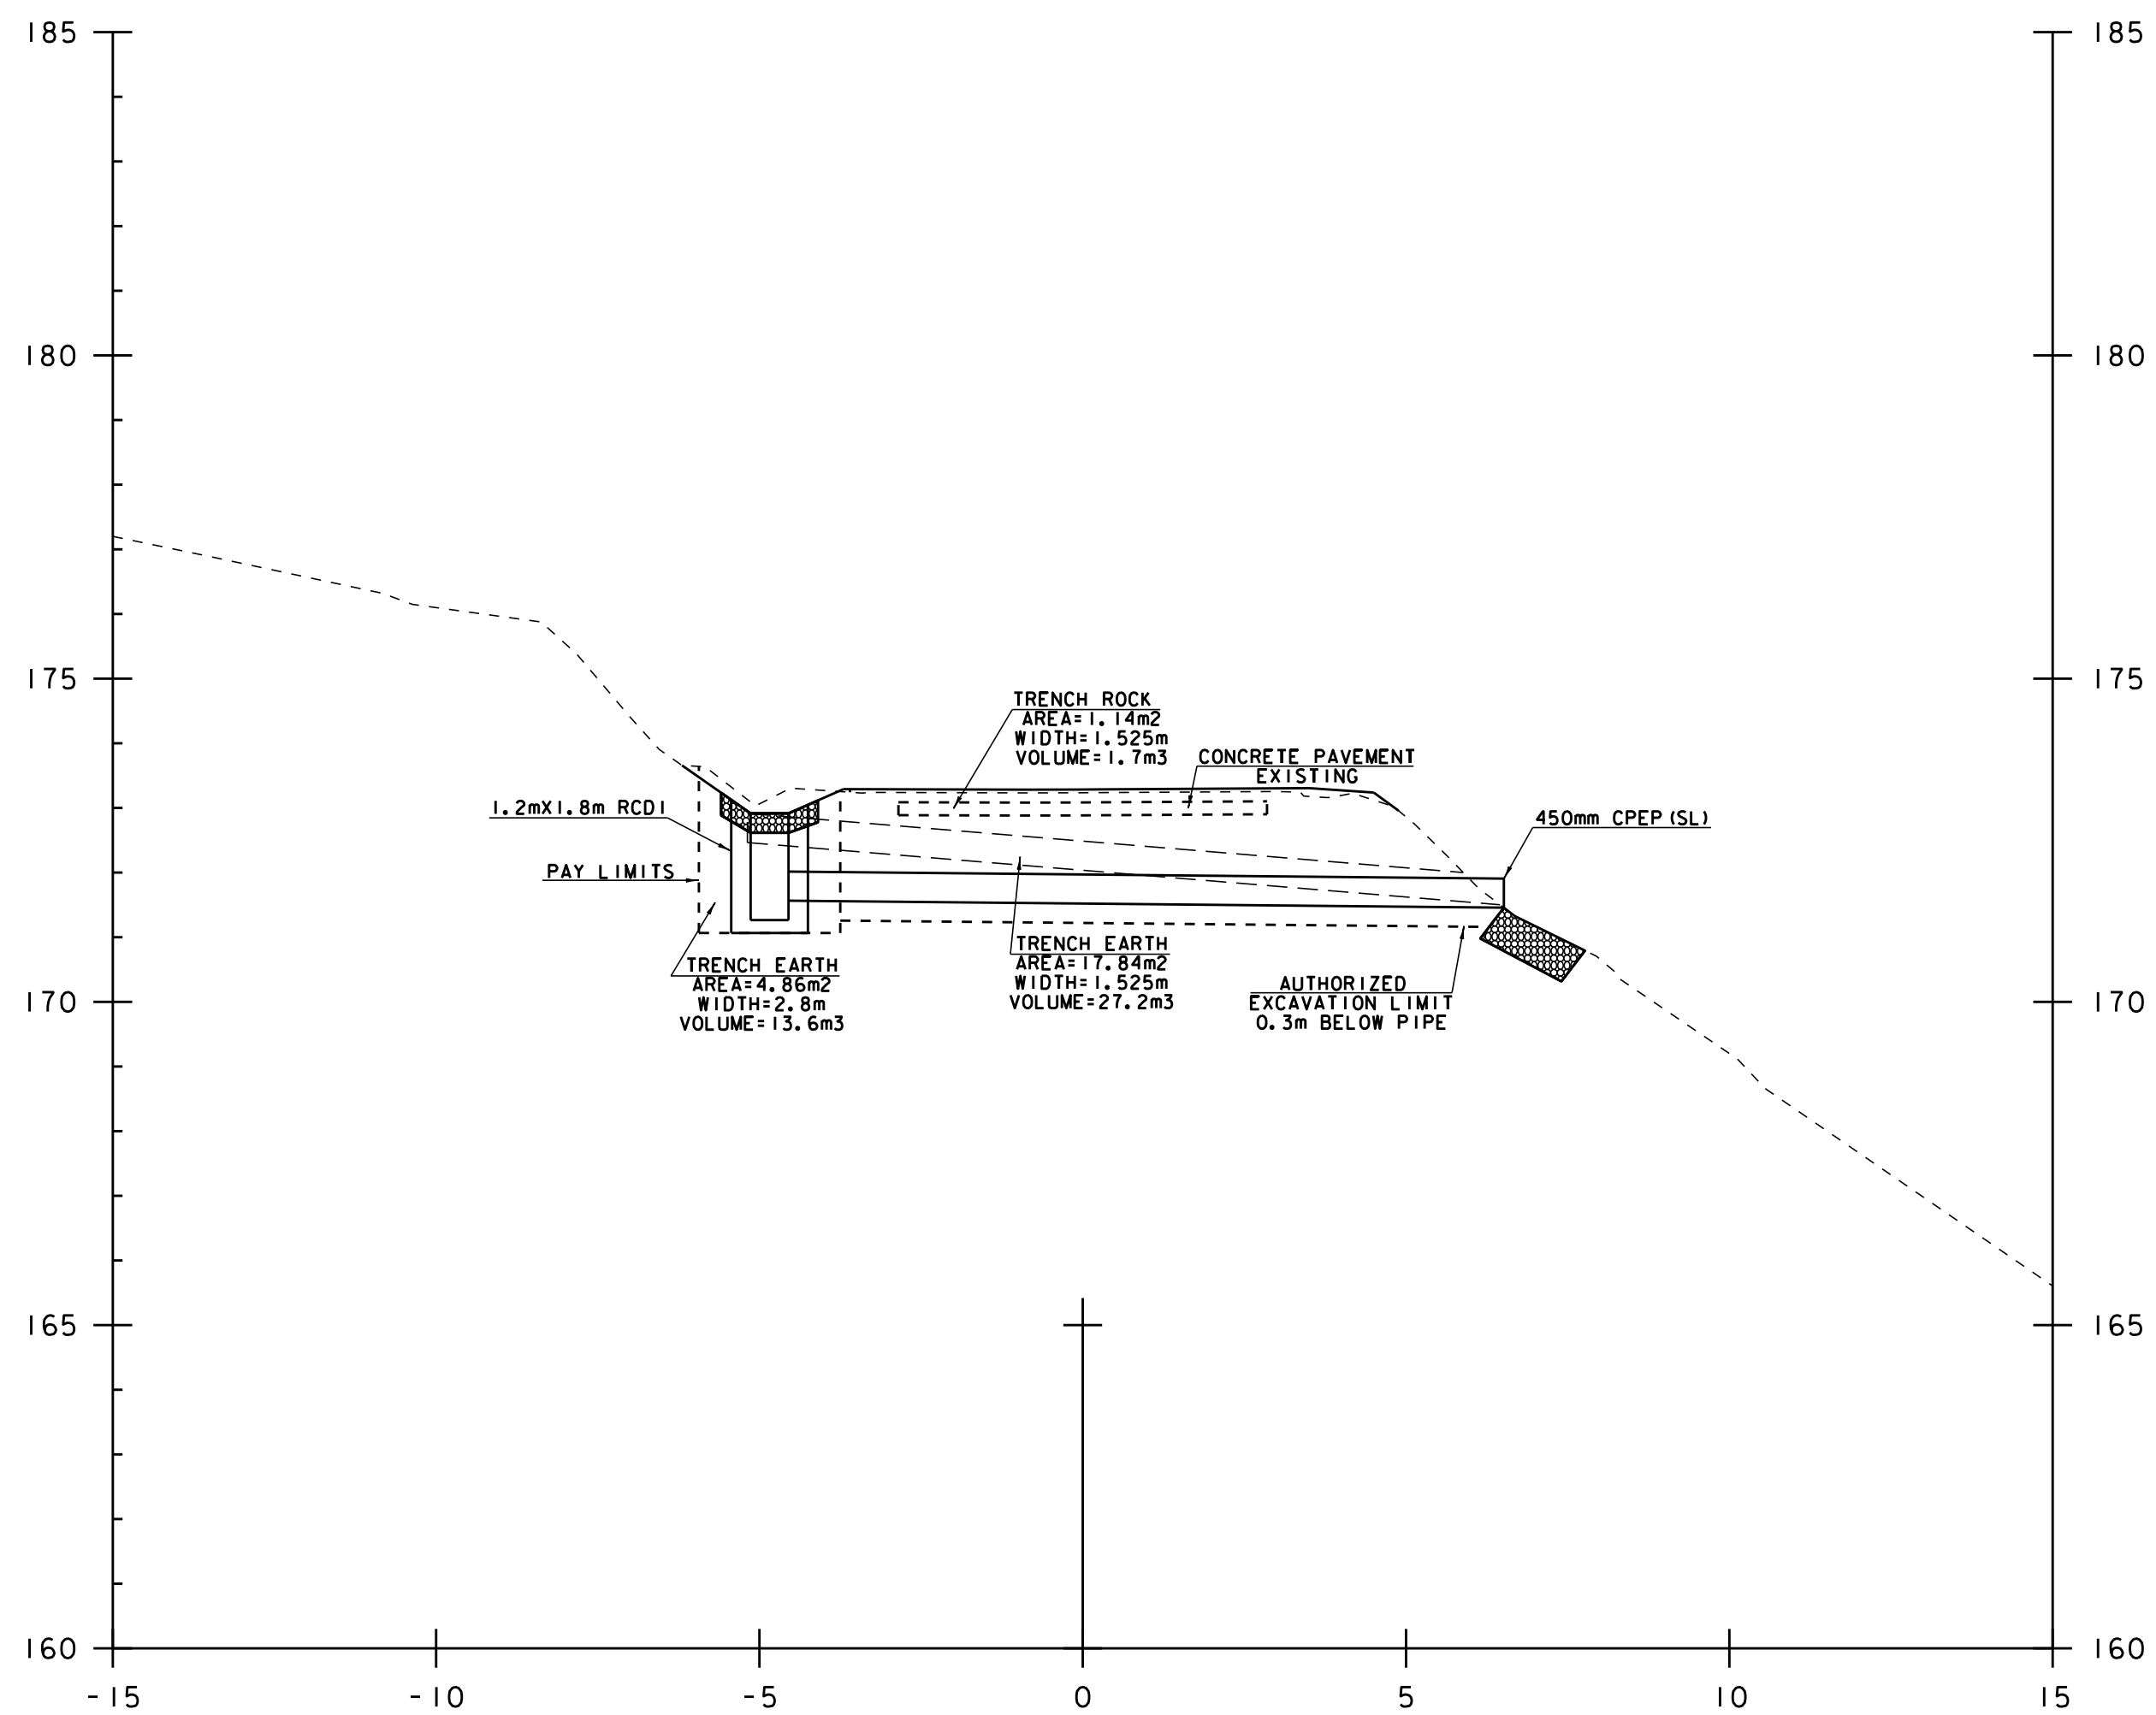 185
185
180
180
175
175
TRENCH ROCK
AREA=1.14m2
WIDTH=1.525m
VOLUME=1.7m3
CONCRETE PAVEMENT
EXISTING
1.2mX1.8m RCDI
450mm CPEP (SL)
PAY LIMITS
TRENCH EARTH
AREA=4.86m2
WIDTH=2.8m
VOLUME=13.6m3
TRENCH EARTH
AREA=17.84m2
WIDTH=1.525m
VOLUME=27.2m3
AUTHORIZED
EXCAVATION LIMIT
0.3m BELOW PIPE
170
170
165
165
160
160
-15
-10
-5
0
5
10
15